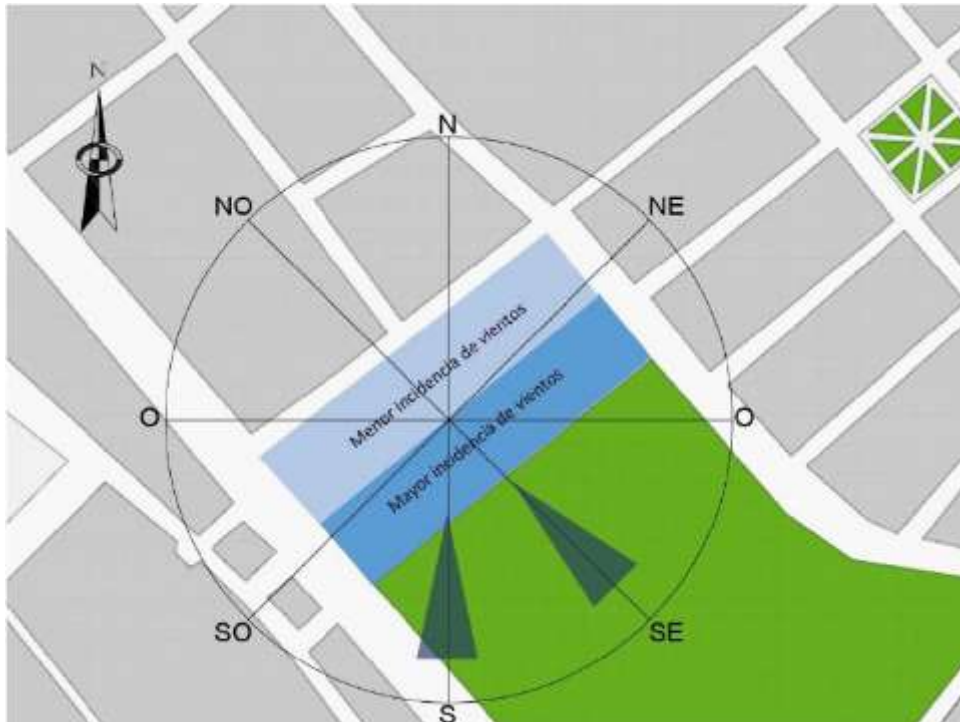 N
N
NO
NE
Menor incidencia de vientos
O
O
Mayor incidencia de vientos
SO
SE
S